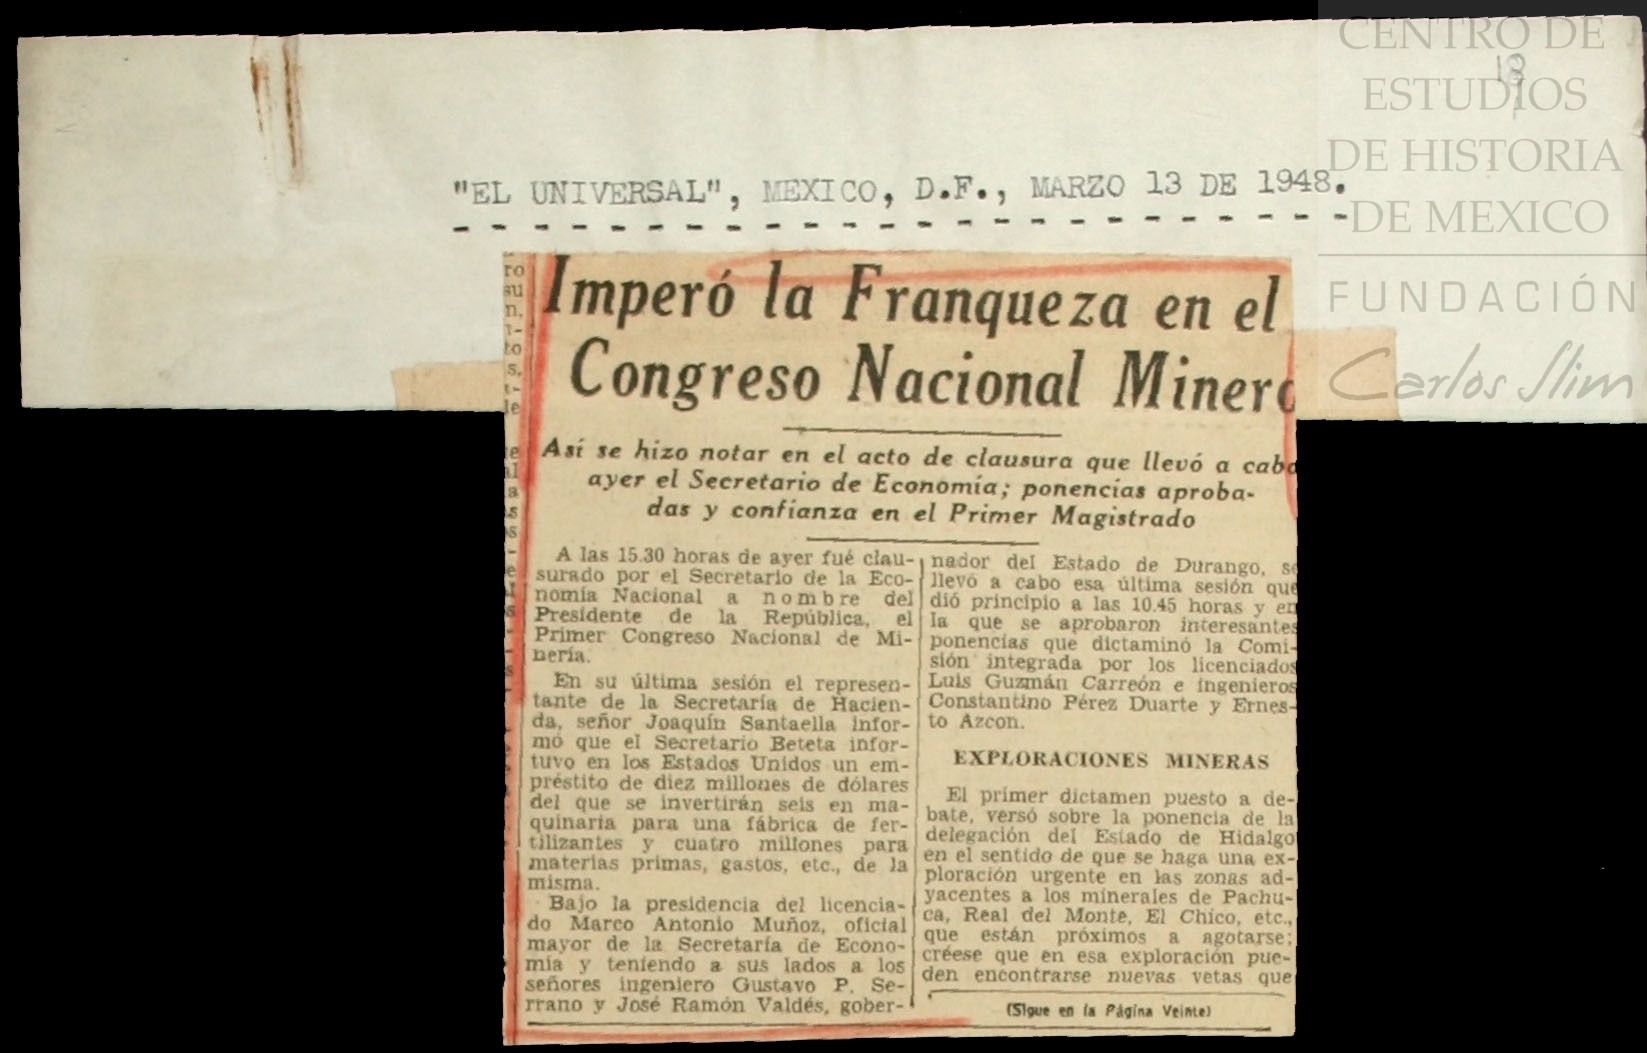 CENTRO DE
ESTUDIOS
DE HISTORIA
DE MEXICO
FUNDACIÓN
Carlos Slim
18
"EL UNIVERSAL", MEXICO, D.F., MARZO 13 DE 1948.
Imperó la Franqueza en el
Congreso Nacional Minero
Así se hizo notar en el acto de clausura que llevó a cabo
ayer el Secretario de Economía; ponencias aproba-
das y confianza en el Primer Magistrado
A las 15.30 horas de ayer fué clau-
surado por el Secretario de la Eco-
nomía Nacional a nombre del
Presidente de la República, el
Primer Congreso Nacional de Mi-
nería.
En su última sesión el represen-
tante de la Secretaría de Hacien-
da, señor Joaquín Santaella infor-
mó que el Secretario Beteta infor-
tuvo en los Estados Unidos un em-
préstito de diez millones de dólares
del que se invertirán seis en ma-
quinaria para una fábrica de fer-
tilizantes y cuatro millones para
materias primas, gastos, etc., de la
misma.
Bajo la presidencia del licencia-
do Marco Antonio Muñoz, oficial
mayor de la Secretaría de Econo-
mía y teniendo a sus lados a los
señores ingeniero Gustavo P. Se-
rrano y José Ramón Valdés, gober-
nador del Estado de Durango, se
llevó a cabo esa última sesión que
dió principio a las 10.45 horas y en
la que se aprobaron interesantes
ponencias que dictaminó la Comi-
sión integrada por los licenciados
Luis Guzmán Carreón e ingenieros
Constantino Pérez Duarte y Ernes-
to Azcon.
EXPLORACIONES MINERAS
El primer dictamen puesto a de-
bate, versó sobre la ponencia de la
delegación del Estado de Hidalgo
en el sentido de que se haga una ex-
ploración urgente en las zonas ad-
yacentes a los minerales de Pachu-
ca, Real del Monte, El Chico, etc.,
que están próximos a agotarse;
créese que en esa exploración pue-
den encontrarse nuevas vetas que
(Sigue en la Página Veinte)